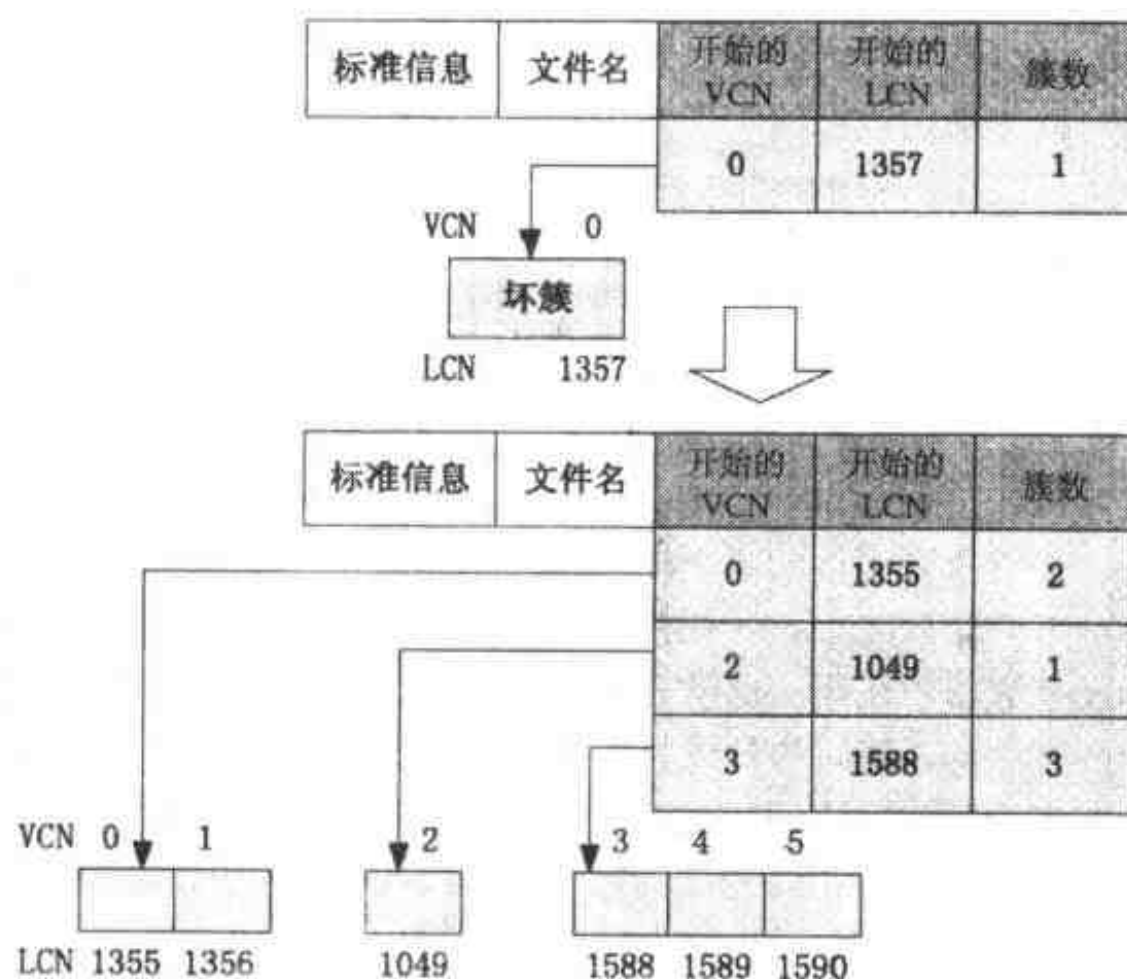 标准信息 文件名 开始的 开始的 簇数
VCN LCN
0 1357 1
VCN 0
坏簇
LCN 1357
标准信息 文件名 开始的 开始的 簇数
VCN LCN
0 1355 2
2 1049 1
3 1588 3
VCN 0 1 2 3 4 5
LCN 1355 1356 1049 1588 1589 1590